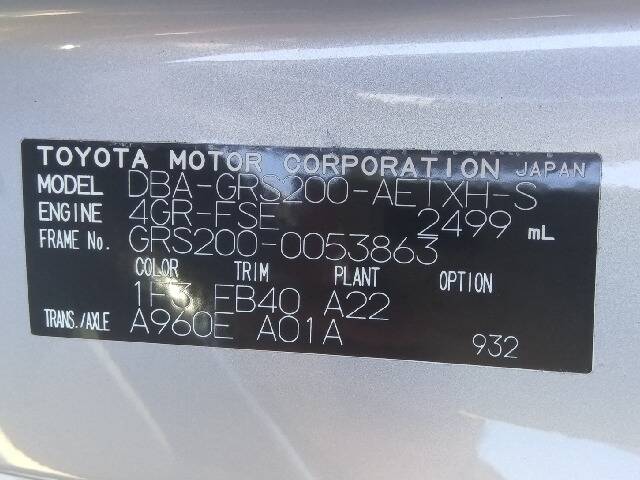 TOYOTA MOTOR CORPORATION JAPAN
MODEL DBA-GRS200-AETXH-S
ENGINE 4GR-FSE 2499 mL
FRAME No. GRS200-0053863
COLOR TRIM PLANT OPTION
1F3 FB40 A22
TRANS./AXLE A960E A01A 932